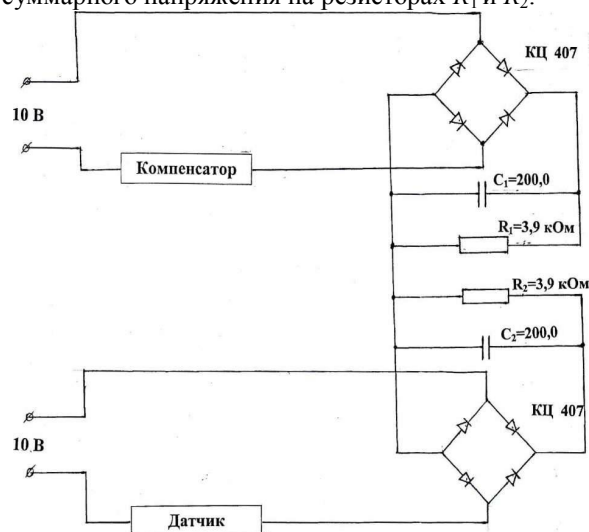 суммарного напряжения на резисторах R₁ и R₂.
КЦ 407
10 В
Компенсатор
C₁=200,0
R₁=3,9 кОм
R₂=3,9 кОм
C₂=200,0
КЦ 407
10 В
Датчик